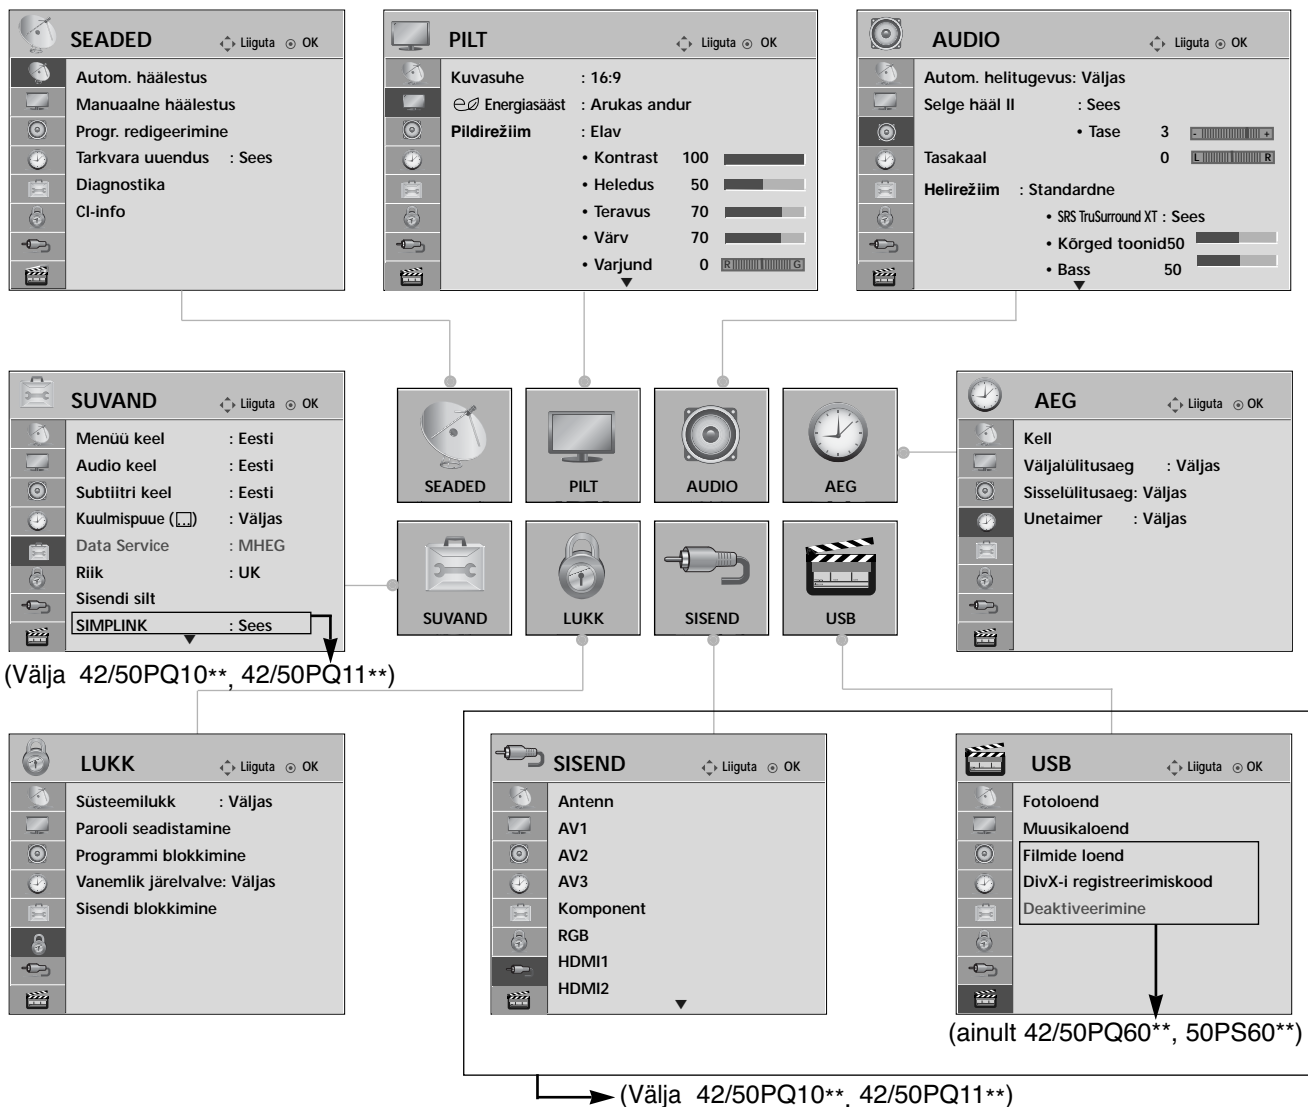 SEADED Liiguta OK
Autom. häälestus
Manuaalne häälestus
Progr. redigeerimine
Tarkvara uuendus : Sees
Diagnostika
CI-info
PILT Liiguta OK
Kuvasuhe : 16:9
Energiasääst : Arukas andur
Pildirežiim : Elav
• Kontrast 100
• Heledus 50
• Teravus 70
• Värv 70
• Varjund 0 R G
AUDIO Liiguta OK
Autom. helitugevus: Väljas
Selge hääl II : Sees
• Tase 3 - +
Tasakaal 0 L R
Helirežiim : Standardne
• SRS TruSurround XT : Sees
• Kõrged toonid50
• Bass 50
SUVAND Liiguta OK
Menüü keel : Eesti
Audio keel : Eesti
Subtiitri keel : Eesti
Kuulmispuue ( ) : Väljas
Data Service : MHEG
Riik : UK
Sisendi silt
SIMPLINK : Sees
(Välja 42/50PQ10**, 42/50PQ11**)
SEADED
PILT
AUDIO
AEG
SUVAND
LUKK
SISEND
USB
AEG Liiguta OK
Kell
Väljalülitusaeg : Väljas
Sisselülitusaeg: Väljas
Unetaimer : Väljas
LUKK Liiguta OK
Süsteemilukk : Väljas
Parooli seadistamine
Programmi blokkimine
Vanemlik järelvalve: Väljas
Sisendi blokkimine
SISEND Liiguta OK
Antenn
AV1
AV2
AV3
Komponent
RGB
HDMI1
HDMI2
USB Liiguta OK
Fotoloend
Muusikaloend
Filmide loend
DivX-i registreerimiskood
Deaktiveerimine
(ainult 42/50PQ60**, 50PS60**)
(Välja 42/50PQ10**, 42/50PQ11**)